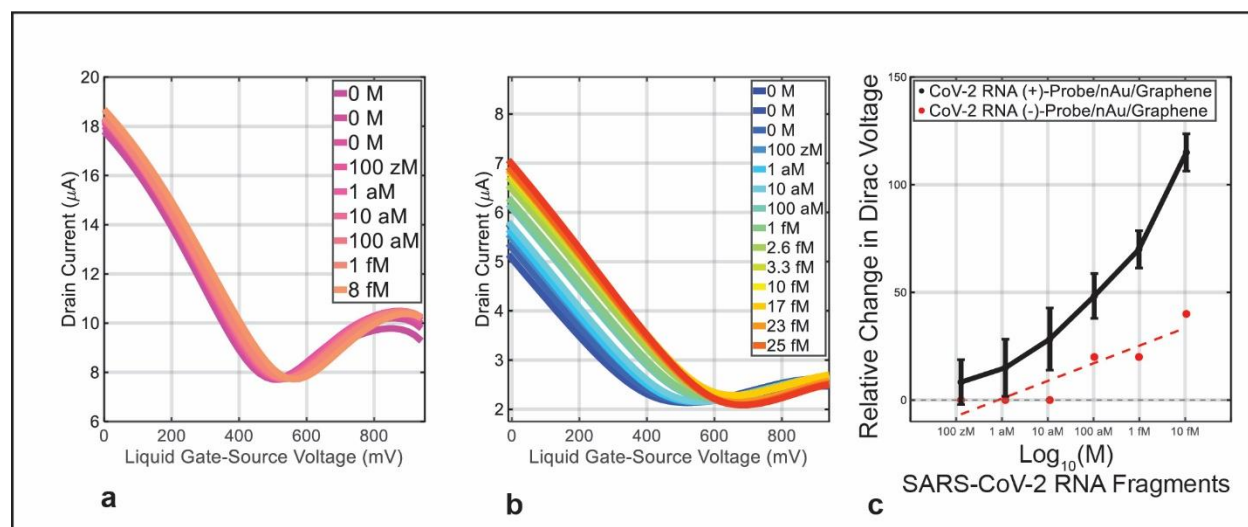 20
18
16
14
12
10
8
6
Drain Current (µA)
0 200 400 600 800
Liquid Gate-Source Voltage (mV)
0 M
0 M
0 M
100 zM
1 aM
10 aM
100 aM
1 fM
8 fM
a
8
7
6
5
4
3
2
Drain Current (µA)
0 200 400 600 800
Liquid Gate-Source Voltage (mV)
0 M
0 M
0 M
100 zM
1 aM
10 aM
100 aM
1 fM
2.6 fM
3.3 fM
10 fM
17 fM
23 fM
25 fM
b
150
100
50
0
Relative Change in Dirac Voltage
CoV-2 RNA (+)-Probe/nAu/Graphene
CoV-2 RNA (-)-Probe/nAu/Graphene
100 zM 1 aM 10 aM 100 aM 1 fM 10 fM
Log10(M)
SARS-CoV-2 RNA Fragments
c